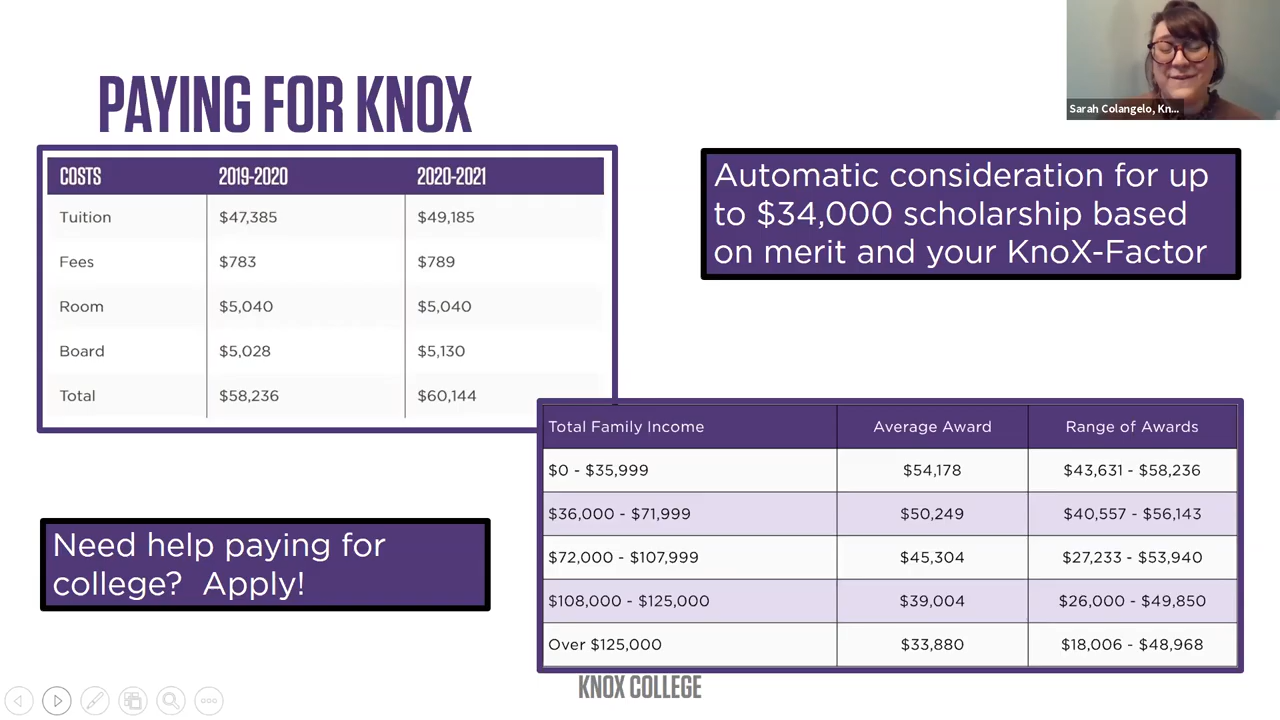 Sarah Colangelo, Kn...
PAYING FOR KNOX
COSTS 2019-2020 2020-2021
Tuition $47,385 $49,185
Fees $783 $789
Room $5,040 $5,040
Board $5,028 $5,130
Total $58,236 $60,144
Automatic consideration for up
to $34,000 scholarship based
on merit and your KnoX-Factor
Total Family Income Average Award Range of Awards
$0 - $35,999 $54,178 $43,631 - $58,236
$36,000 - $71,999 $50,249 $40,557 - $56,143
$72,000 - $107,999 $45,304 $27,233 - $53,940
$108,000 - $125,000 $39,004 $26,000 - $49,850
Over $125,000 $33,880 $18,006 - $48,968
Need help paying for
college? Apply!
KNOX COLLEGE